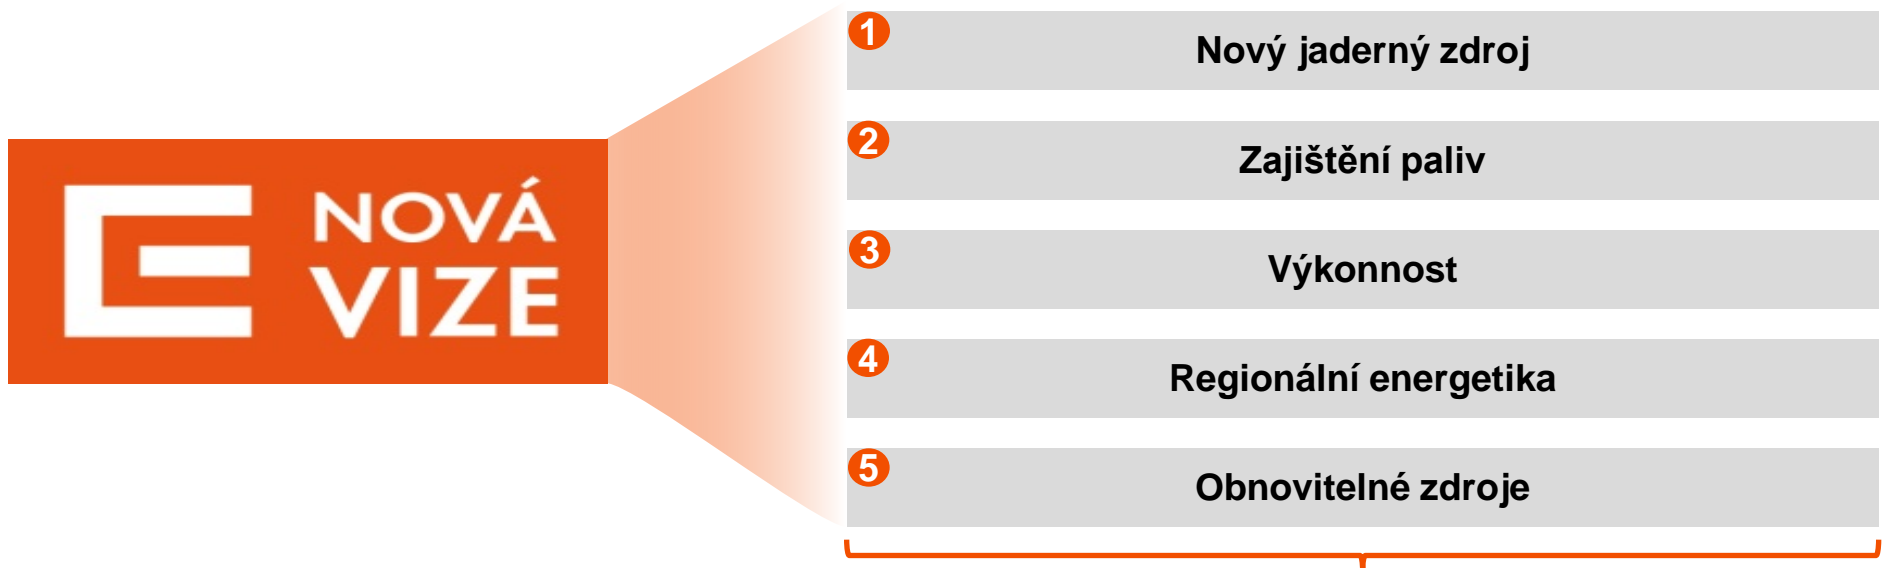 NOVÁ
VIZE
1
Nový jaderný zdroj
2
Zajištění paliv
3
Výkonnost
4
Regionální energetika
5
Obnovitelné zdroje